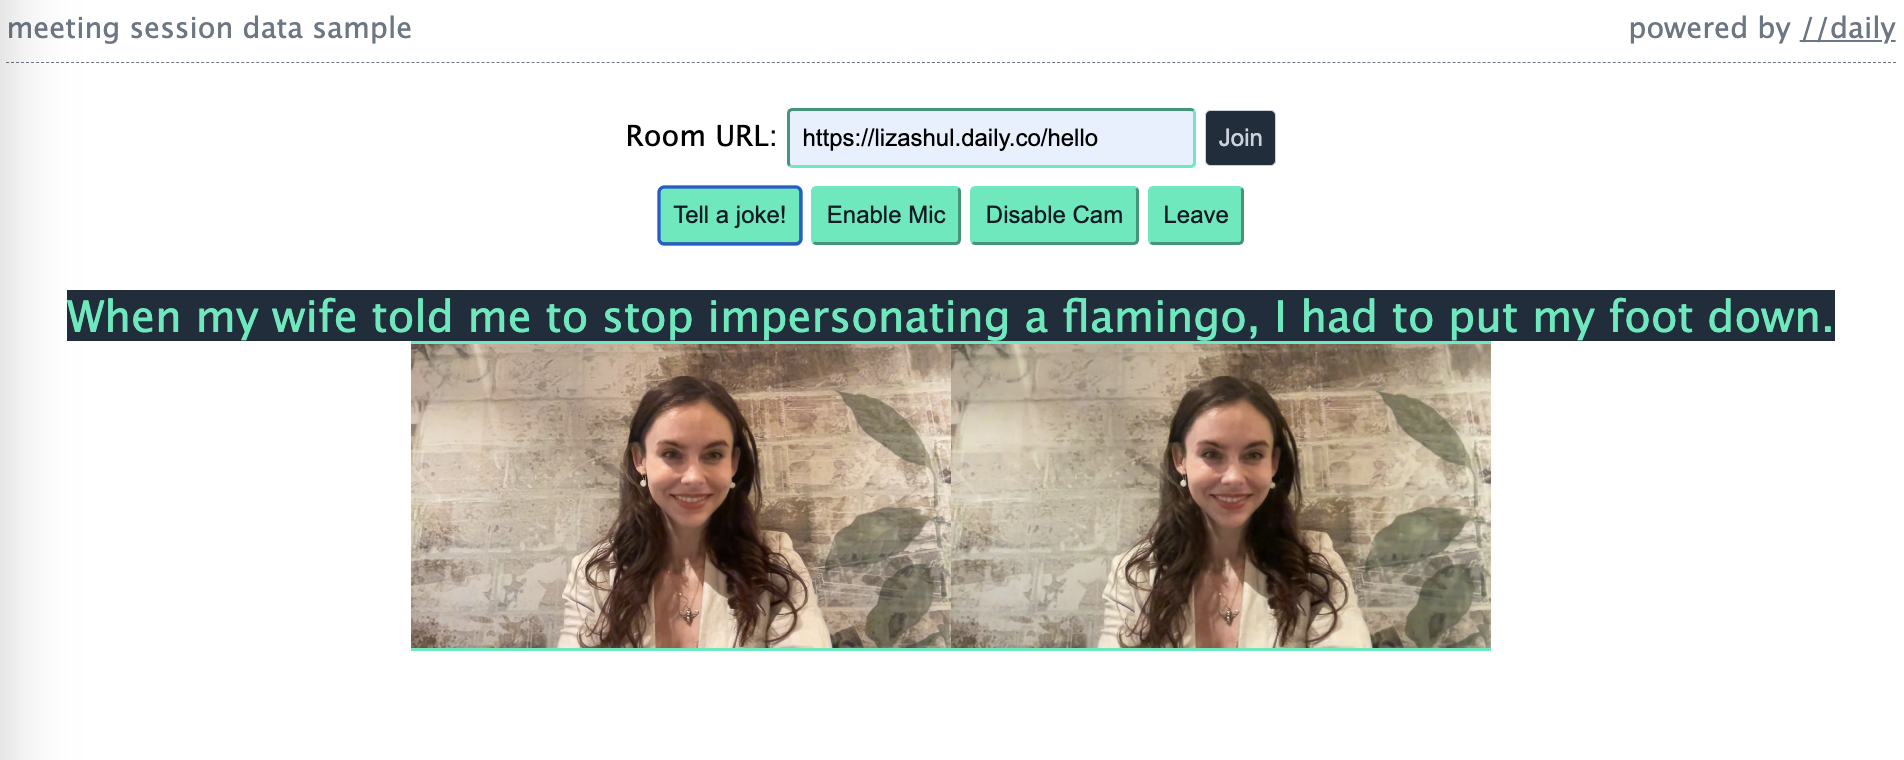 meeting session data sample
powered by //daily
Room URL: https://lizashul.daily.co/hello Join
Tell a joke! Enable Mic Disable Cam Leave
When my wife told me to stop impersonating a flamingo, I had to put my foot down.